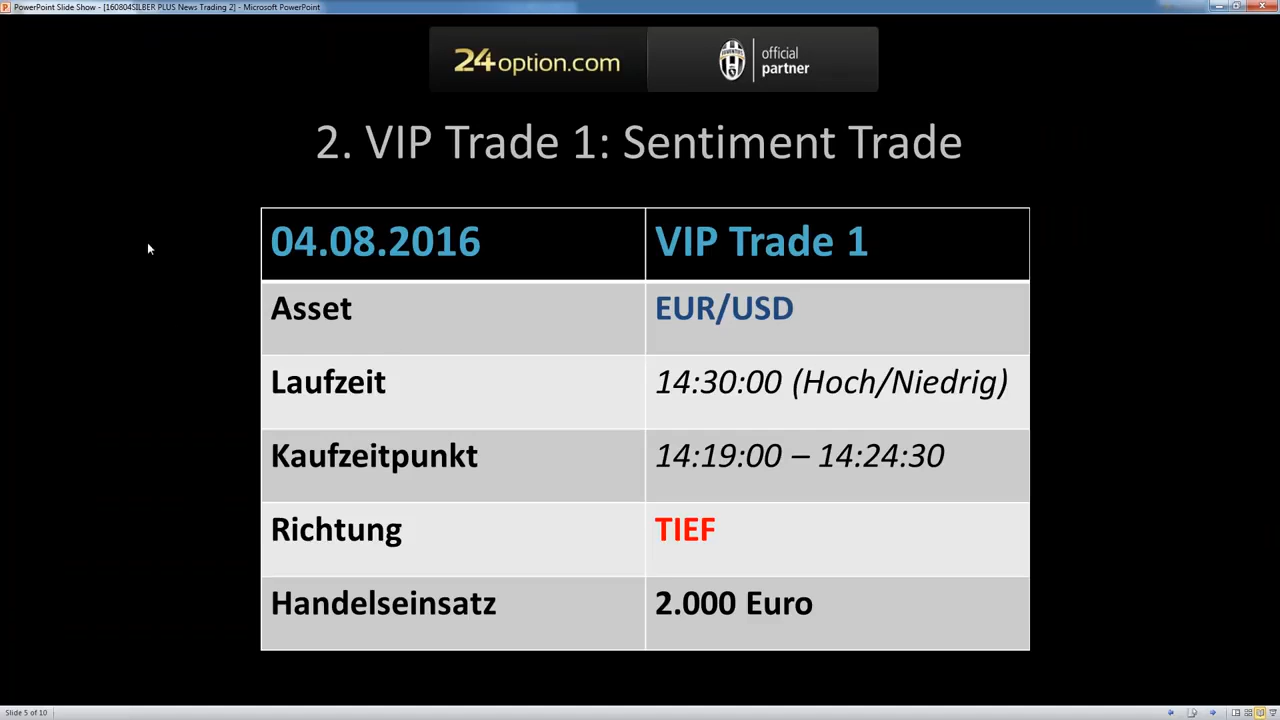 PowerPoint Slide Show - [160804SILBER PLUS News Trading 2] - Microsoft PowerPoint
24option.com
official
partner
2. VIP Trade 1: Sentiment Trade
04.08.2016 VIP Trade 1
Asset EUR/USD
Laufzeit 14:30:00 (Hoch/Niedrig)
Kaufzeitpunkt 14:19:00 – 14:24:30
Richtung TIEF
Handelseinsatz 2.000 Euro
Slide 5 of 10